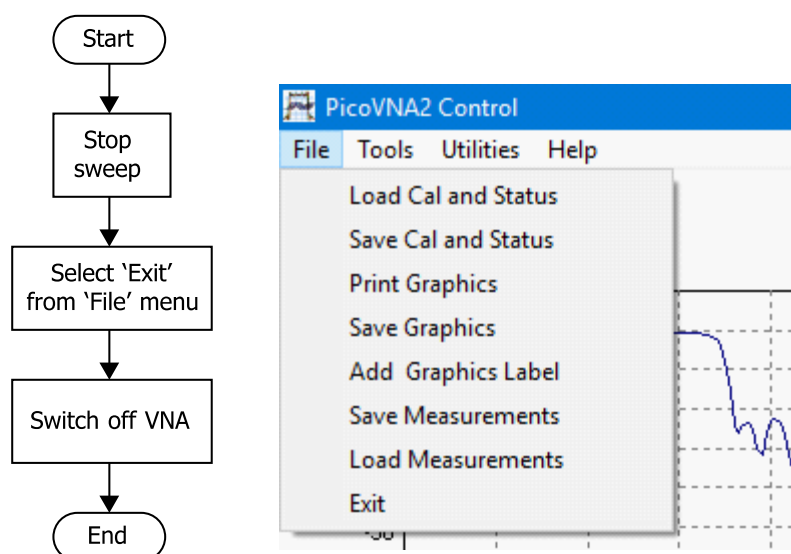 Start
Stop
sweep
Select ‘Exit’
from ‘File’ menu
Switch off VNA
End
PicoVNA2 Control
File Tools Utilities Help
Load Cal and Status
Save Cal and Status
Print Graphics
Save Graphics
Add Graphics Label
Save Measurements
Load Measurements
Exit